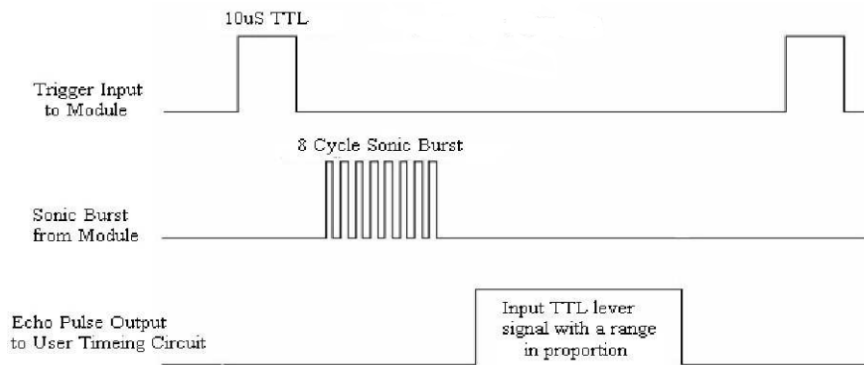 10uS TTL
Trigger Input
to Module
8 Cycle Sonic Burst
Sonic Burst
from Module
Echo Pulse Output
to User Timeing Circuit
Input TTL lever
signal with a range
in proportion